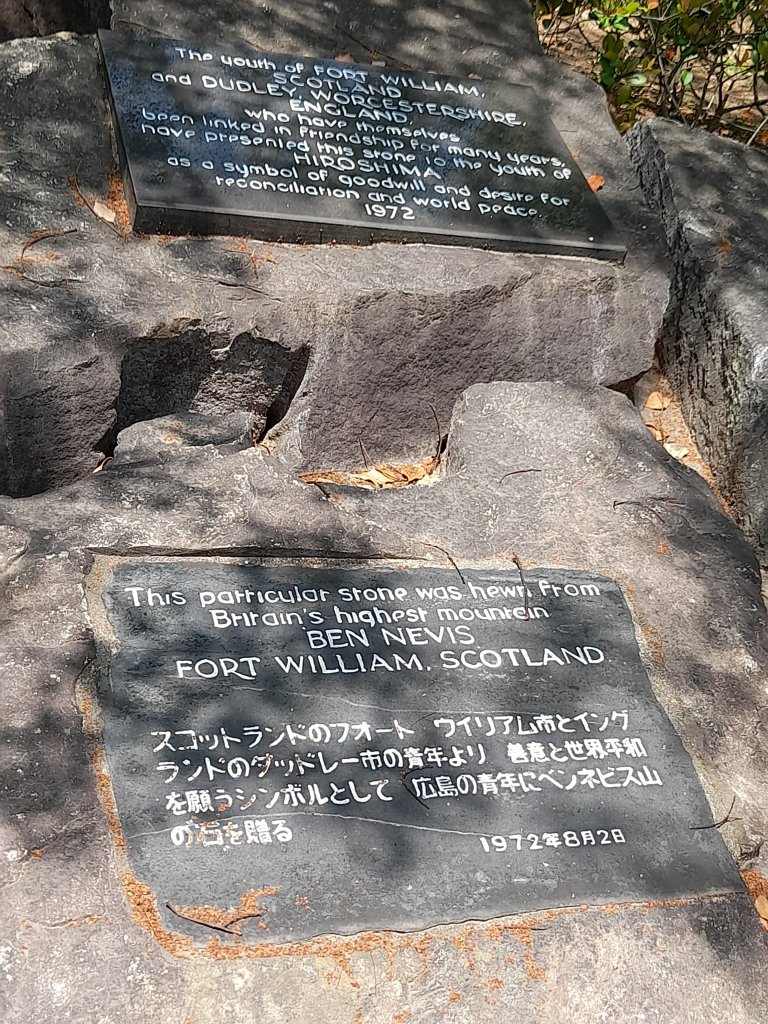 The youth of FORT WILLIAM,
SCOTLAND
and DUDLEY, WORCESTERSHIRE,
ENGLAND,
who have themselves
been linked in friendship for many years,
have presented this stone to the youth of
HIROSHIMA
as a symbol of goodwill and desire for
reconciliation and world peace.
1972
This particular stone was hewn from
Britain's highest mountain
BEN NEVIS
FORT WILLIAM, SCOTLAND
スコットランドのフオート ウイリアム市とイング
ランドのダッドレー市の青年より 善意と世界平和
を願うシンボルとして 広島の青年にベンネビス山
の石を贈る
1972年8月2日